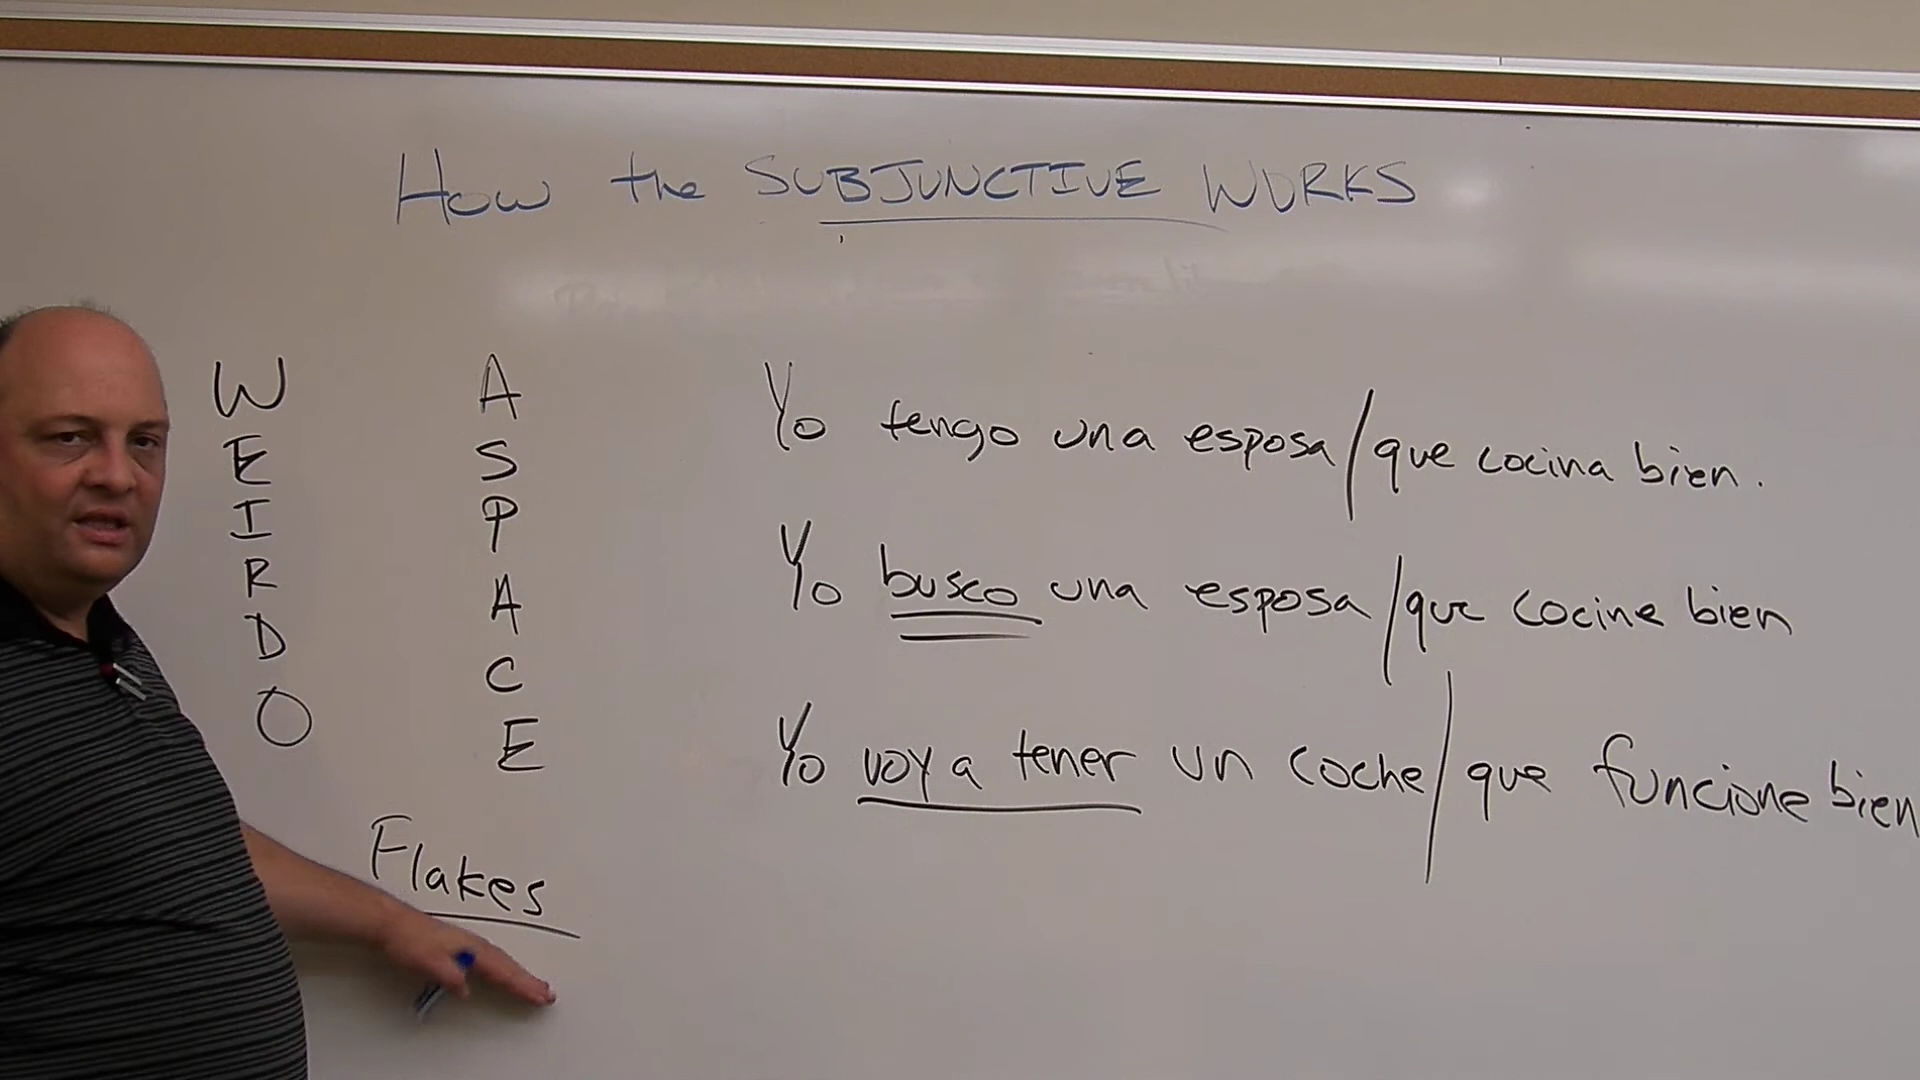 How the SUBJUNCTIVE WORKS
W
E
I
R
D
O
A
S
P
A
C
E
Flakes
Yo tengo una esposa/que cocina bien.
Yo busco una esposa/que cocine bien
Yo voy a tener un coche/que funcione bien